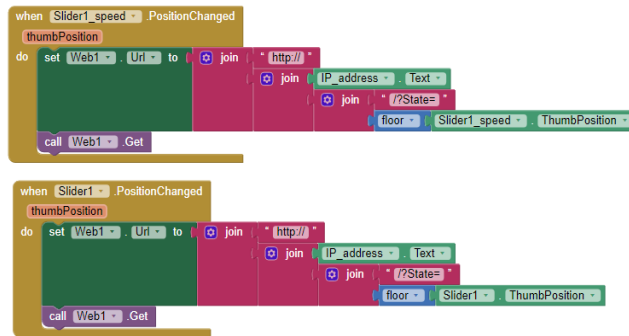 when Slider1_speed .PositionChanged
thumbPosition
do set Web1 . Url to join " http:// "
join IP_address . Text
join " /?State= "
floor Slider1_speed . ThumbPosition
call Web1 .Get
when Slider1 .PositionChanged
thumbPosition
do set Web1 . Url to join " http:// "
join IP_address . Text
join " /?State= "
floor Slider1 . ThumbPosition
call Web1 .Get